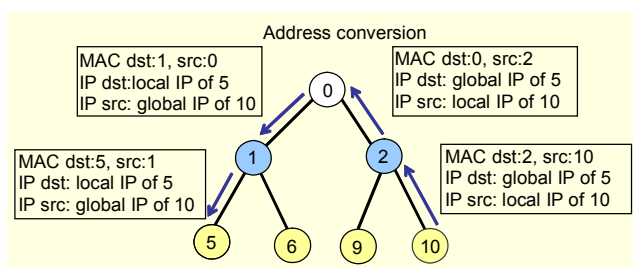 Address conversion
MAC dst:1, src:0
IP dst:local IP of 5
IP src: global IP of 10
MAC dst:0, src:2
IP dst: global IP of 5
IP src: local IP of 10
0
MAC dst:5, src:1
IP dst: local IP of 5
IP src: global IP of 10
1
2
MAC dst:2, src:10
IP dst: global IP of 5
IP src: local IP of 10
5
6
9
10